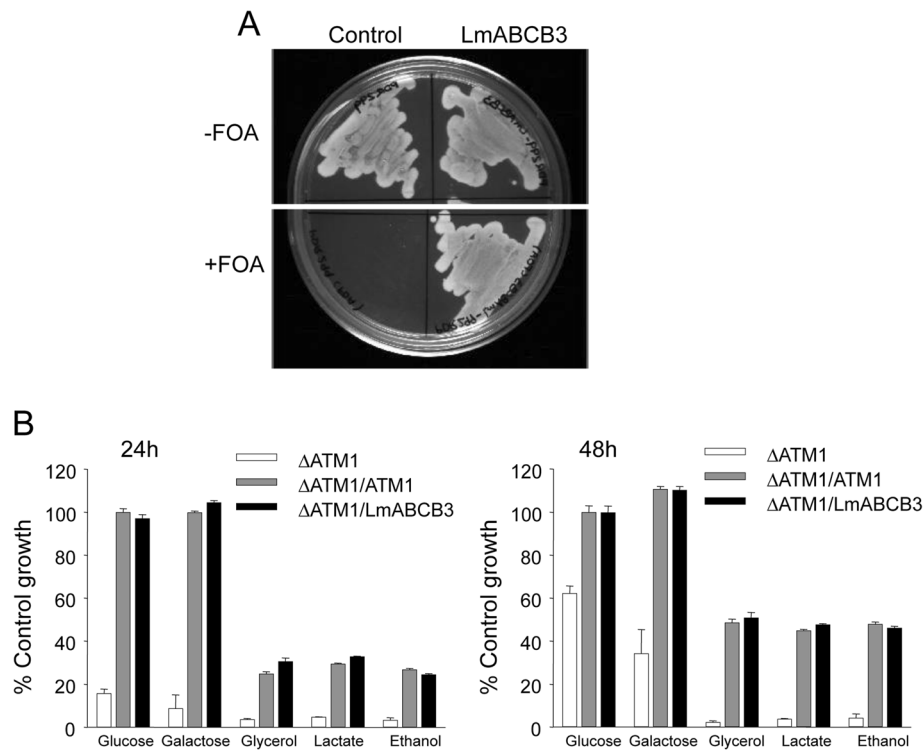 A
Control LmABCB3
-FOA
+FOA
B
24h
ΔATM1
ΔATM1/ATM1
ΔATM1/LmABCB3
% Control growth
120
100
80
60
40
20
0
Glucose Galactose Glycerol Lactate Ethanol
48h
ΔATM1
ΔATM1/ATM1
ΔATM1/LmABCB3
% Control growth
120
100
80
60
40
20
0
Glucose Galactose Glycerol Lactate Ethanol